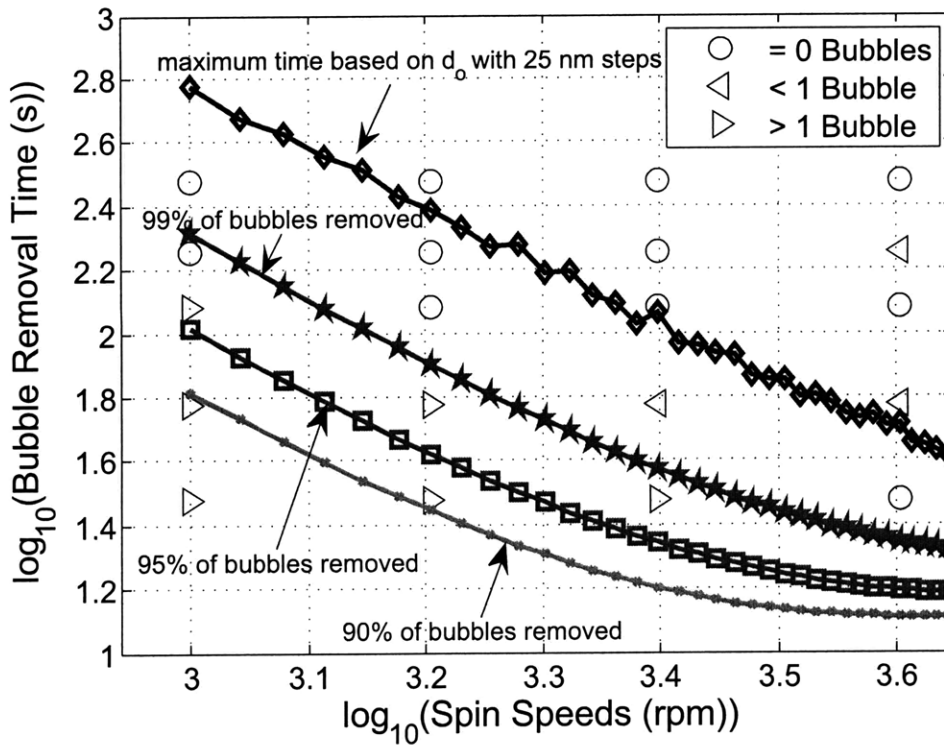 maximum time based on do with 25 nm steps
= 0 Bubbles
< 1 Bubble
> 1 Bubble
99% of bubbles removed
95% of bubbles removed
90% of bubbles removed
log10(Bubble Removal Time (s))
3
2.8
2.6
2.4
2.2
2
1.8
1.6
1.4
1.2
1
3
3.1
3.2
3.3
3.4
3.5
3.6
log10(Spin Speeds (rpm))